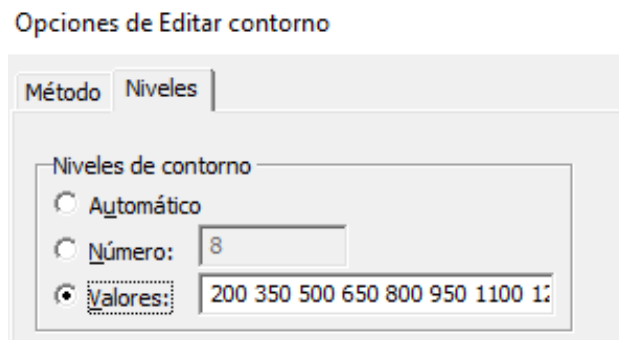 Opciones de Editar contorno
Método Niveles
Niveles de contorno
Automático
Número: 8
Valores: 200 350 500 650 800 950 1100